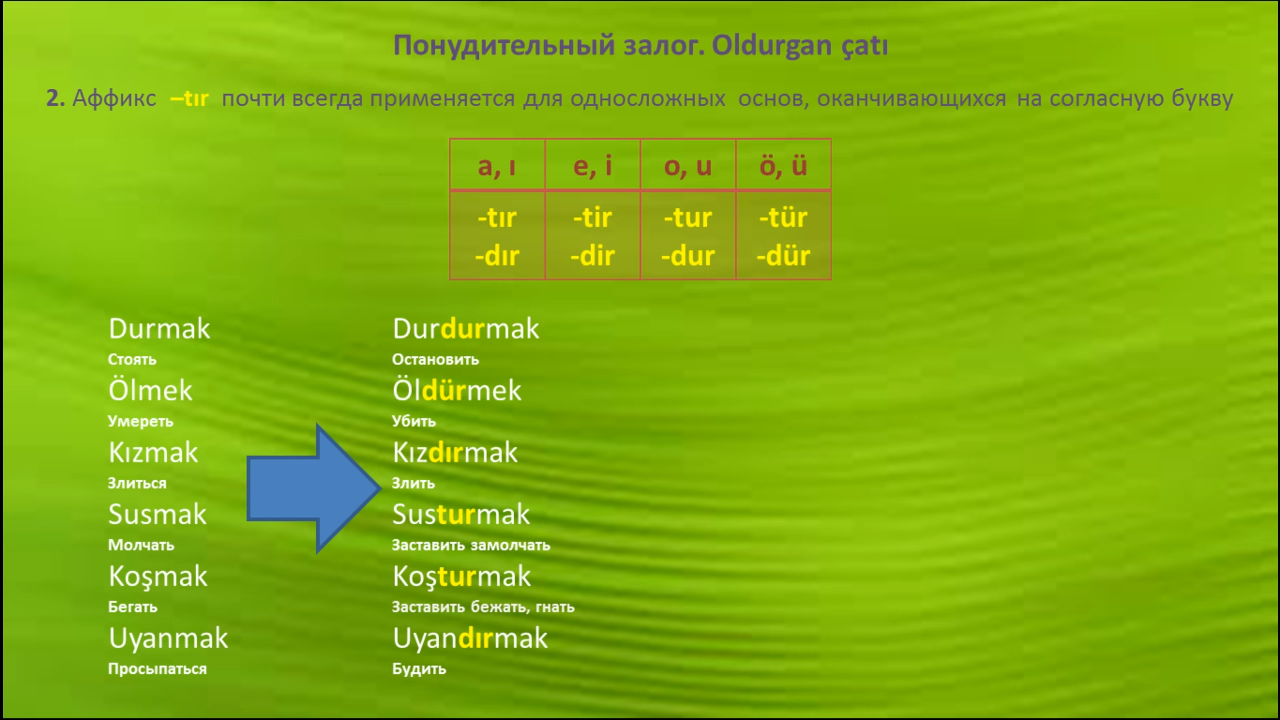 Понудительный залог. Oldurgan çatı
2. Аффикс –tır почти всегда применяется для односложных основ, оканчивающихся на согласную букву
a, ı e, i o, u ö, ü
-tır -tir -tur -tür
-dır -dir -dur -dür
Durmak Durdurmak
Стоять Остановить
Ölmek Öldürmek
Умереть Убить
Kızmak Kızdırmak
Злиться Злить
Susmak Susturmak
Молчать Заставить замолчать
Koşmak Koşturmak
Бегать Заставить бежать, гнать
Uyanmak Uyandırmak
Просыпаться Будить